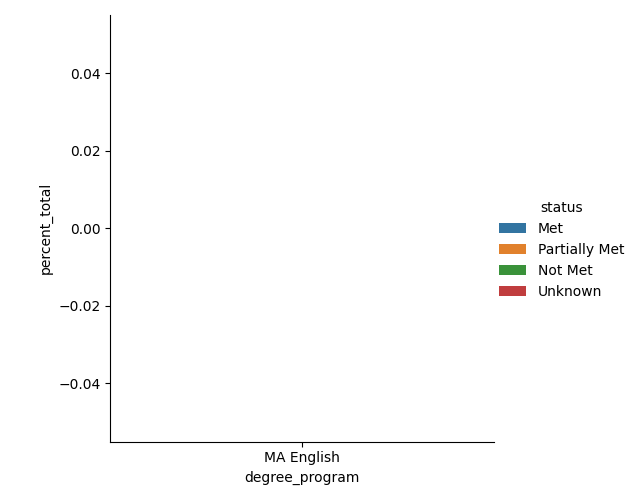 0.04
0.02
0.00
−0.02
−0.04
percent_total
MA English
degree_program
status
Met
Partially Met
Not Met
Unknown